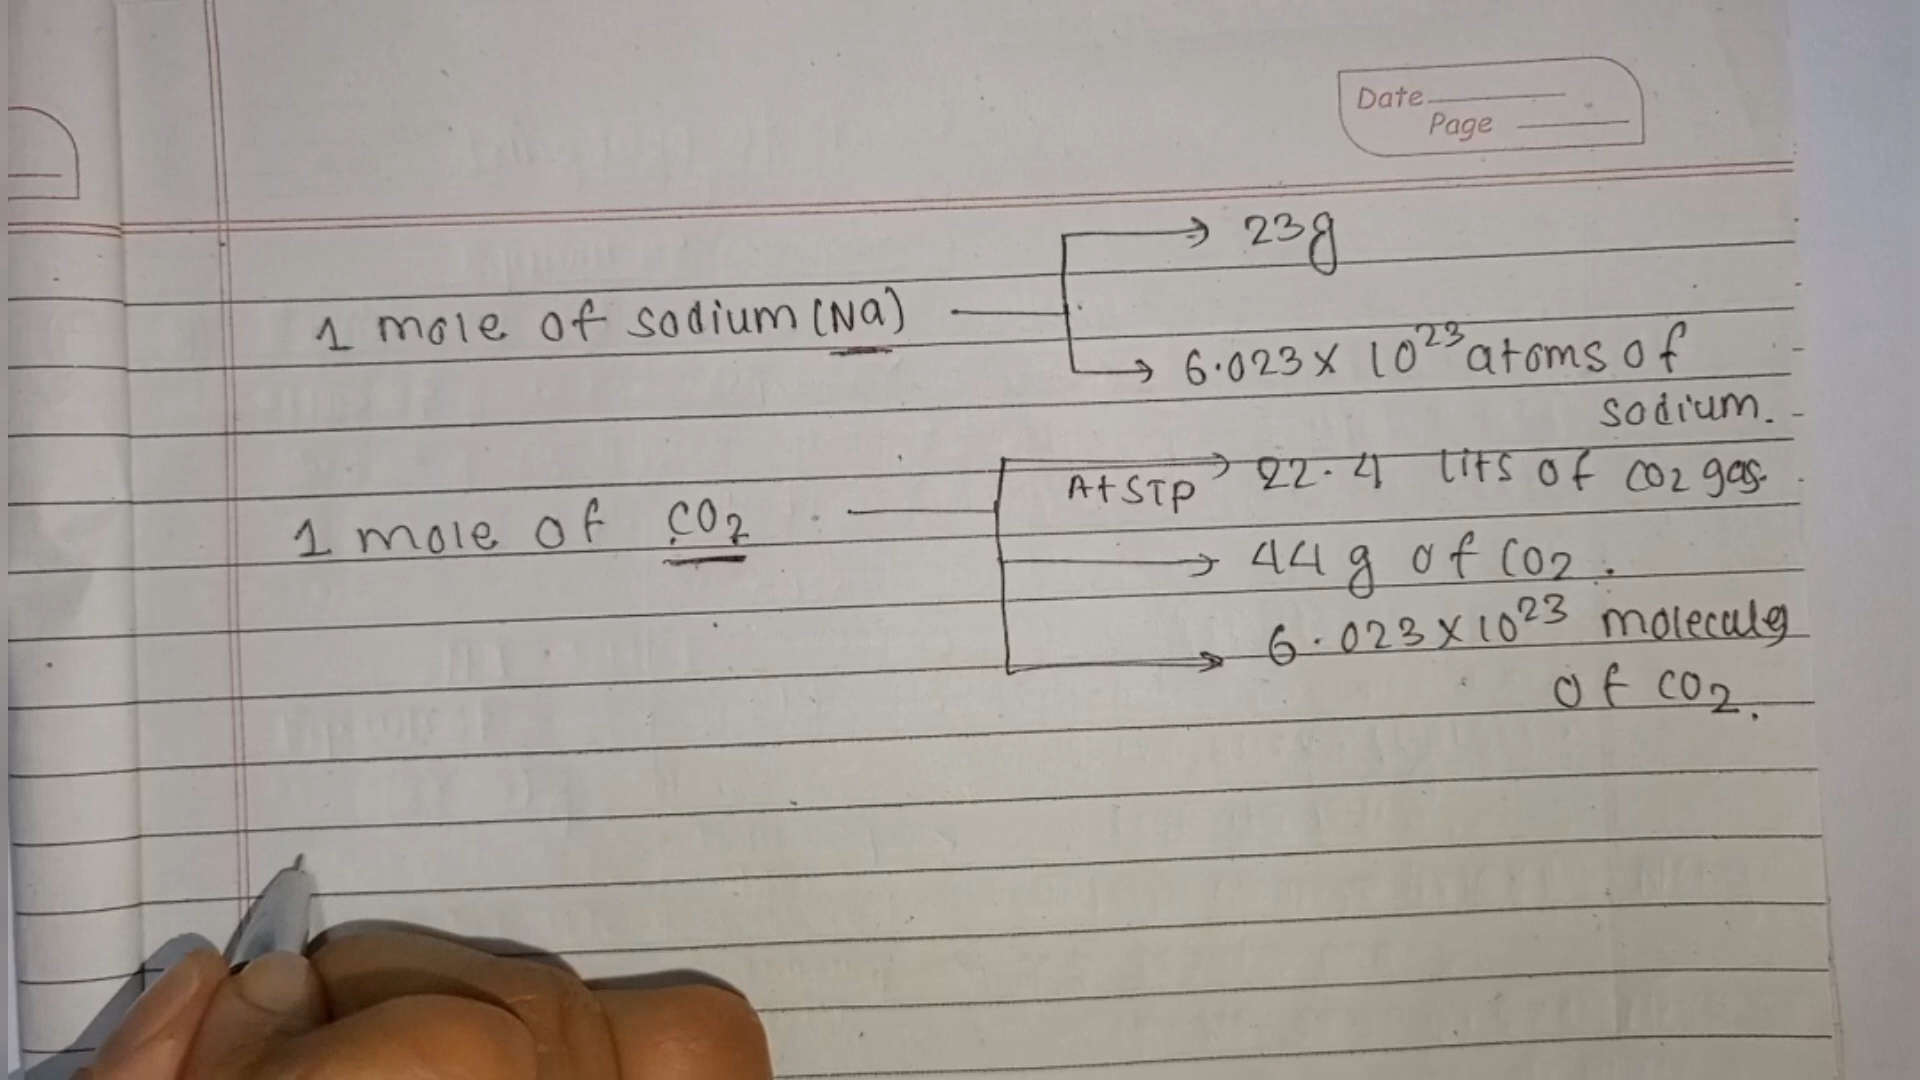 Date
Page
23g
1 mole of sodium (Na)
6.023 x 10²³ atoms of
sodium.
At STP 22.4 lits of CO₂ gas.
1 mole of CO₂
44 g of CO₂.
6.023 x 10²³ molecules
of CO₂.